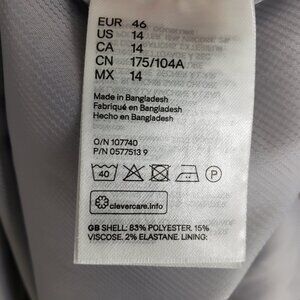 EUR 46
US 14
CA 14
CN 175/104A
MX 14
Made in Bangladesh
Fabriqué en Bangladesh
Hecho en Bangladesh
O/N 107740
P/N 0577513 9
40
P
clevercare.info
GB SHELL: 83% POLYESTER. 15%
VISCOSE. 2% ELASTANE. LINING: